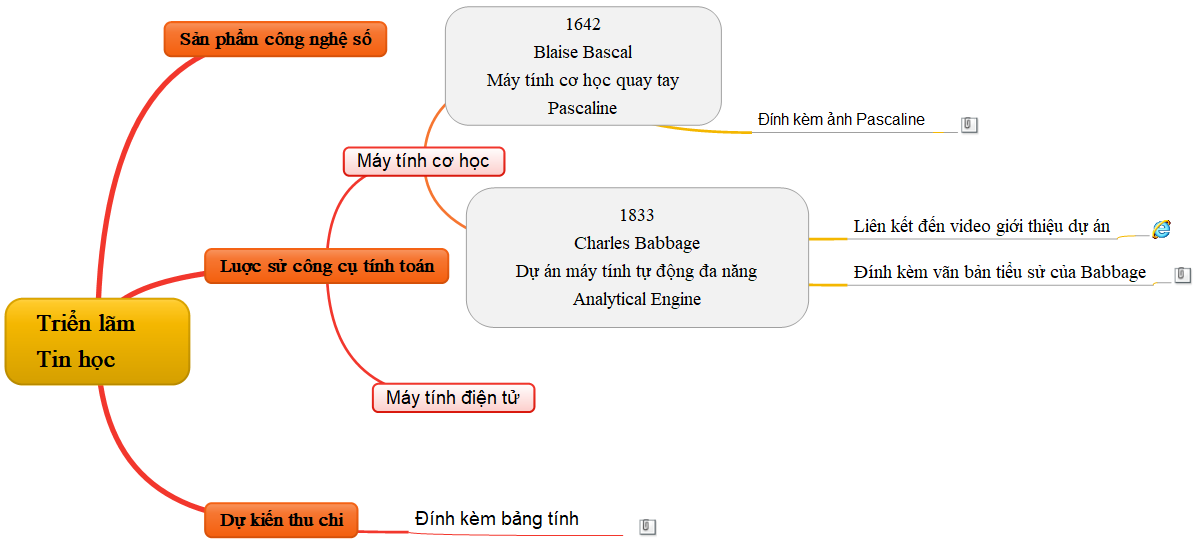 Sản phẩm công nghệ số
1642
Blaise Bascal
Máy tính cơ học quay tay
Pascaline
Đính kèm ảnh Pascaline
Máy tính cơ học
1833
Charles Babbage
Dự án máy tính tự động đa năng
Analytical Engine
Liên kết đến video giới thiệu dự án
Đính kèm văn bản tiểu sử của Babbage
Lược sử công cụ tính toán
Triển lãm
Tin học
Máy tính điện tử
Dự kiến thu chi
Đính kèm bảng tính